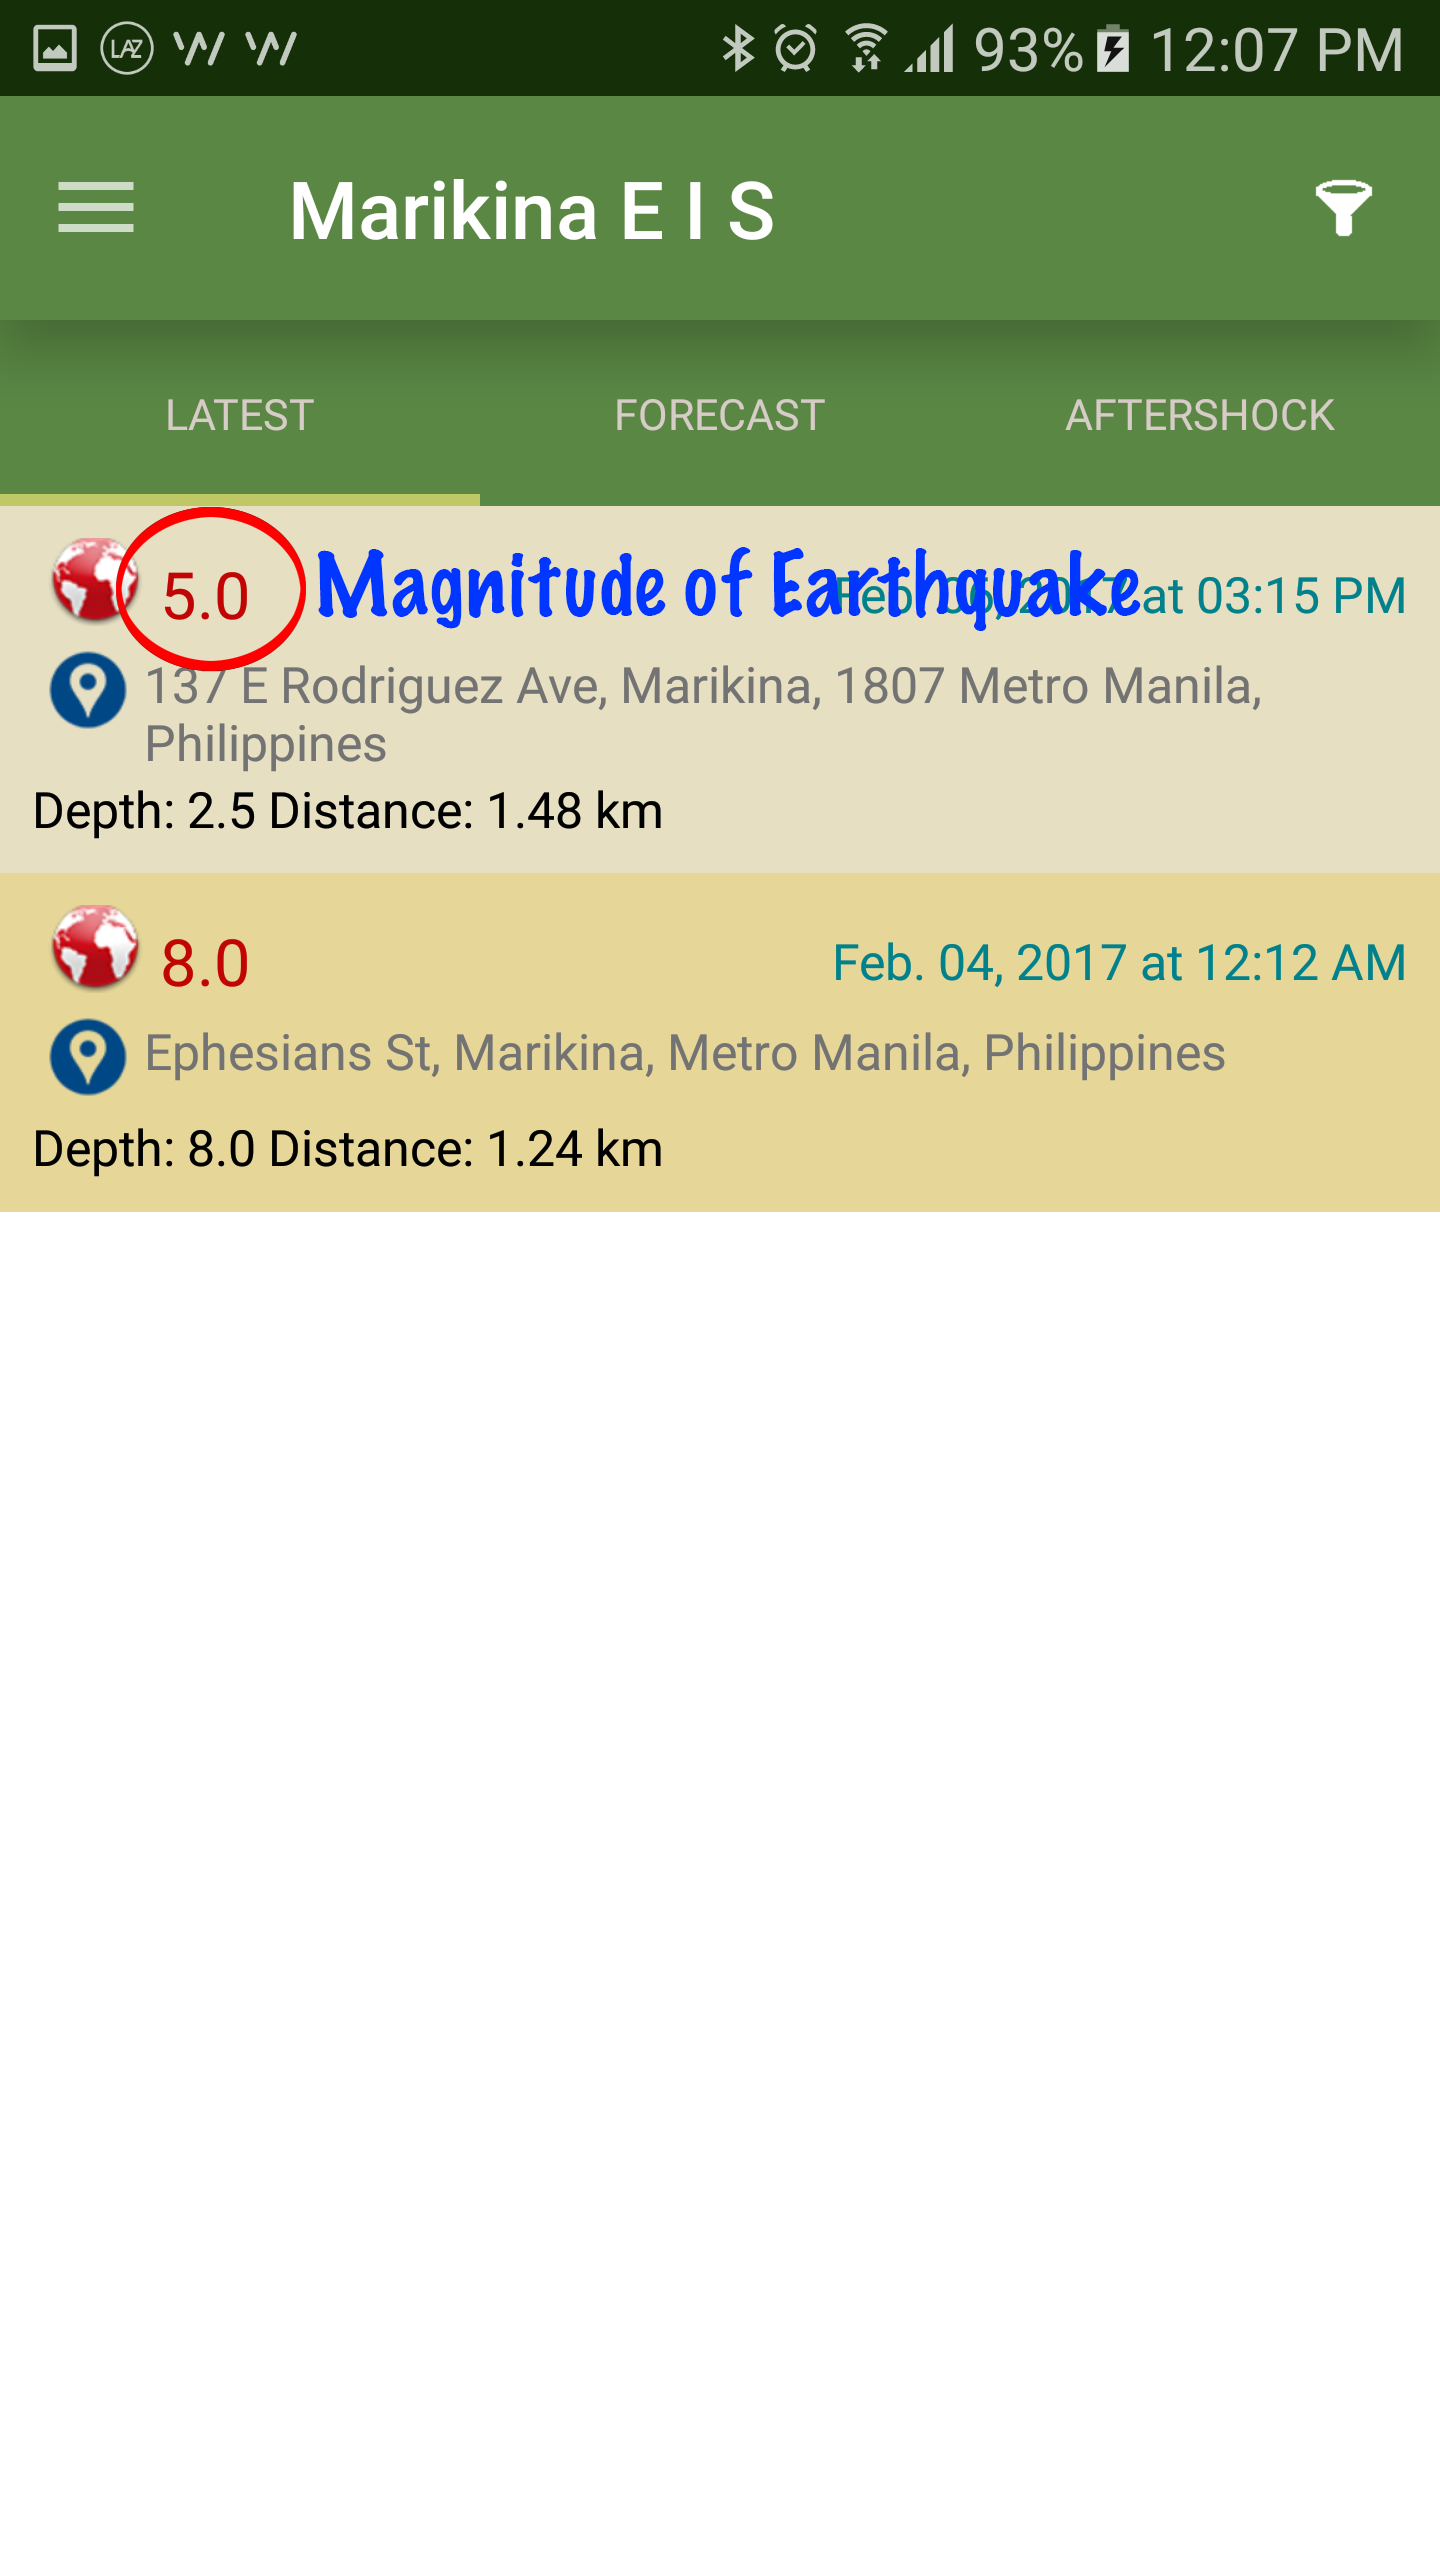 LAZ
93% 12:07 PM
Marikina E I S
LATEST FORECAST AFTERSHOCK
5.0 Magnitude of Earthquake Feb. 06, 2017 at 03:15 PM
137 E Rodriguez Ave, Marikina, 1807 Metro Manila,
Philippines
Depth: 2.5 Distance: 1.48 km
8.0 Feb. 04, 2017 at 12:12 AM
Ephesians St, Marikina, Metro Manila, Philippines
Depth: 8.0 Distance: 1.24 km